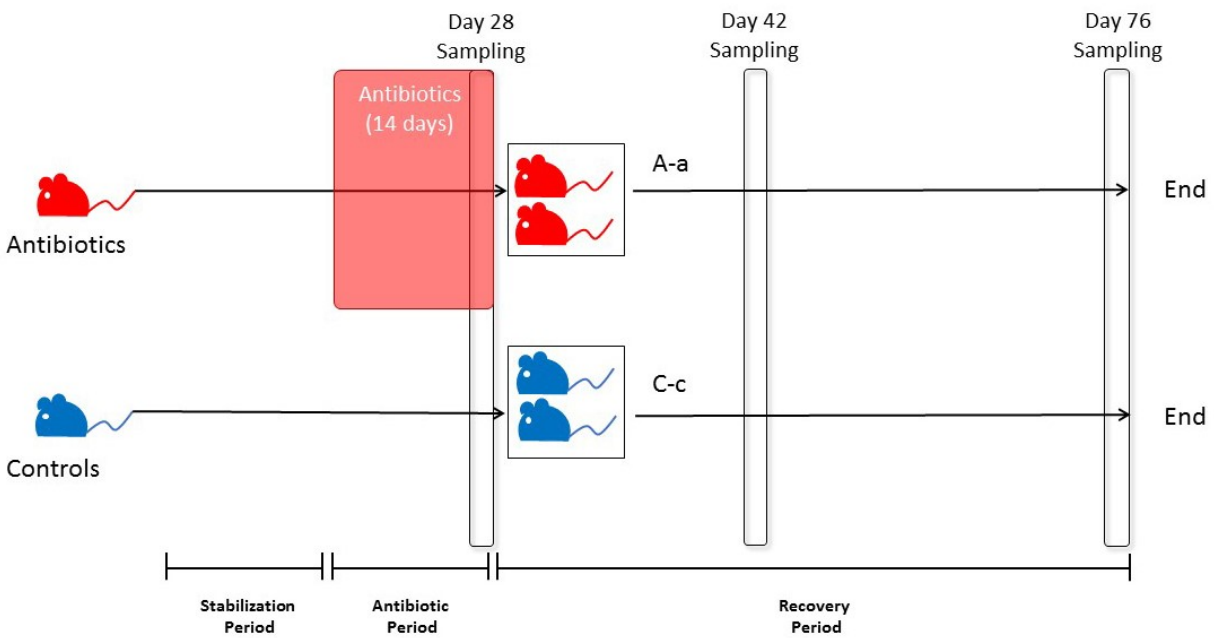 Day 28
Sampling
Day 42
Sampling
Day 76
Sampling
Antibiotics
(14 days)
A-a
End
Antibiotics
C-c
End
Controls
Stabilization
Period
Antibiotic
Period
Recovery
Period